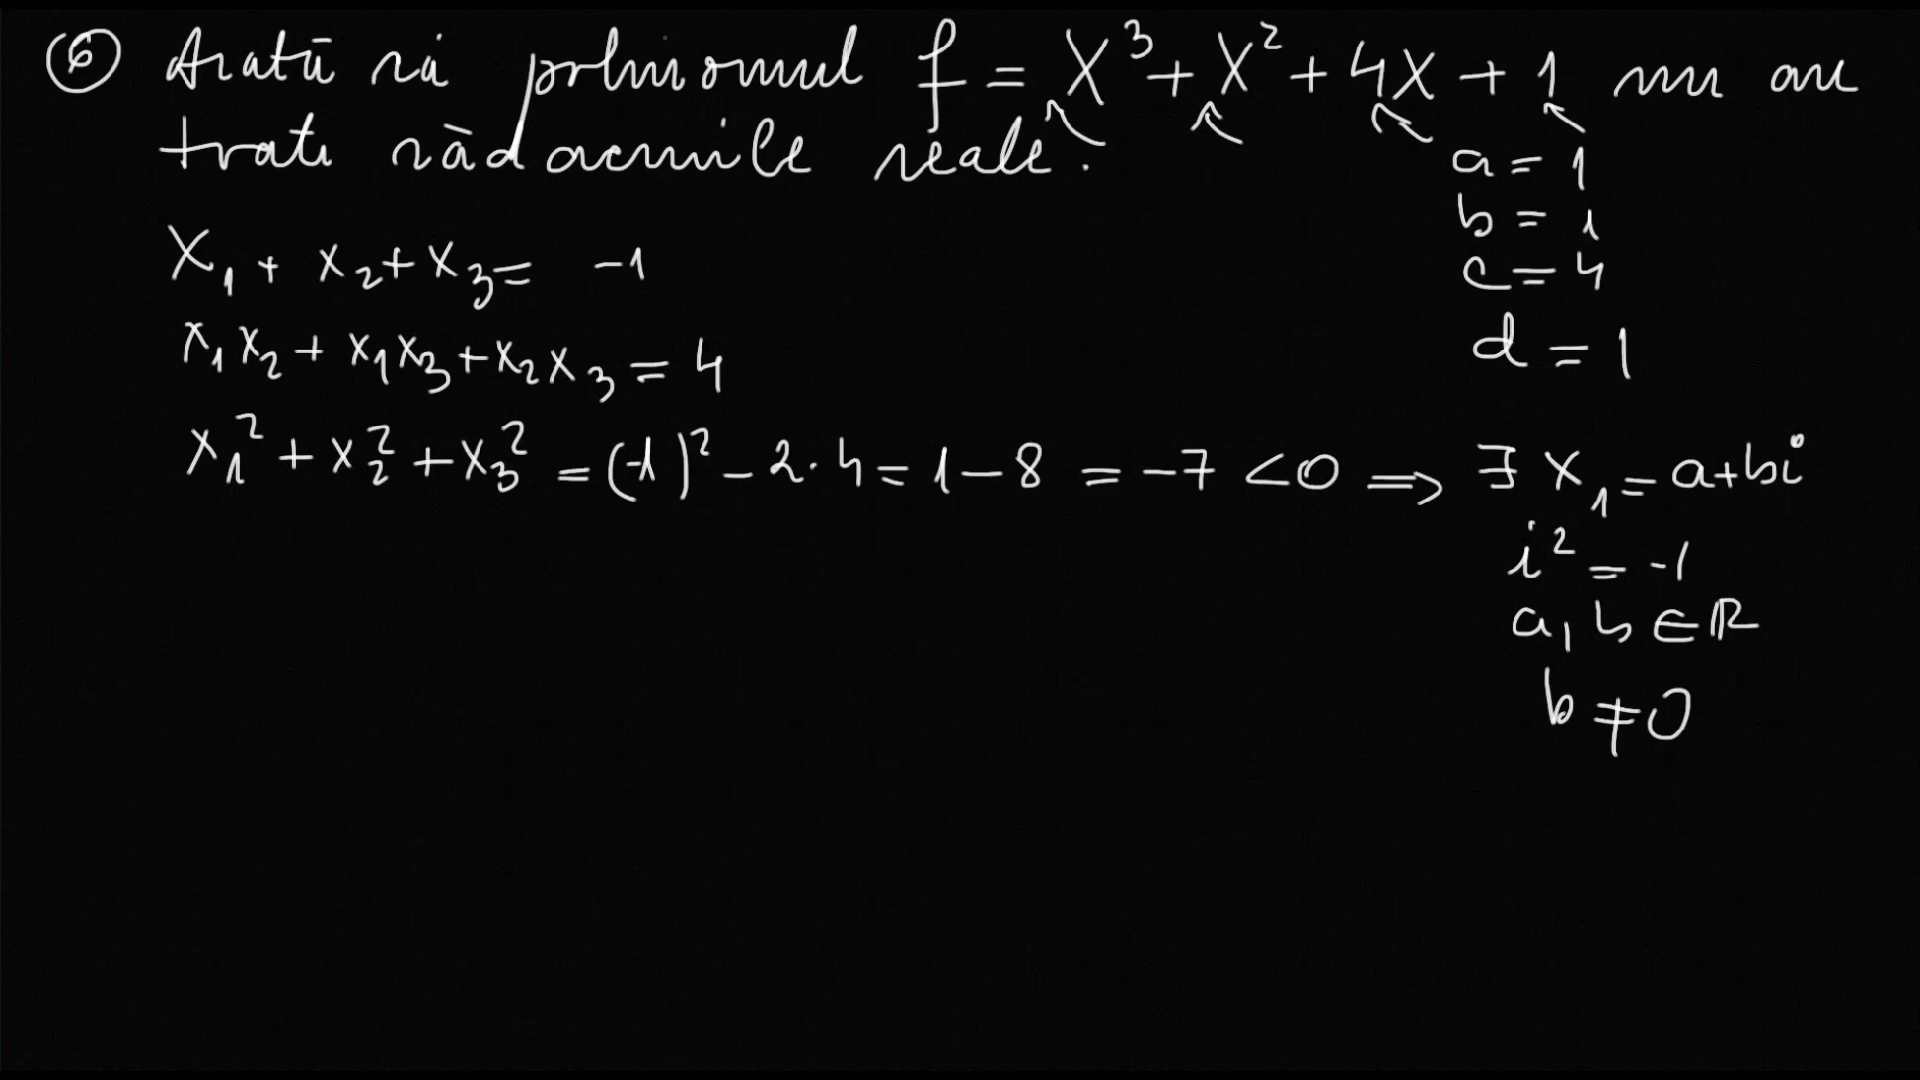 ⑥ Arată că polinomul f = X³ + X² + 4X + 1 nu are
toate rădăcinile reale.
a = 1
b = 1
c = 4
d = 1
x₁ + x₂ + x₃ = -1
x₁x₂ + x₁x₃ + x₂x₃ = 4
x₁² + x₂² + x₃² = (-1)² - 2·4 = 1 - 8 = -7 < 0 ⇒ ∃ x₁ = a+bi
i² = -1
a, b ∈ ℝ
b ≠ 0